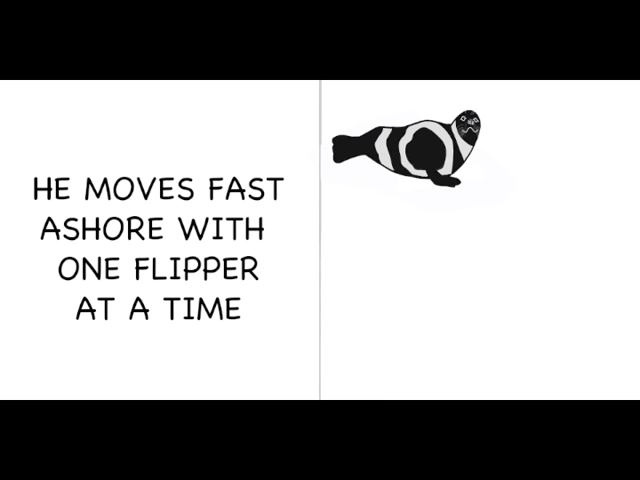 HE MOVES FAST
ASHORE WITH
ONE FLIPPER
AT A TIME